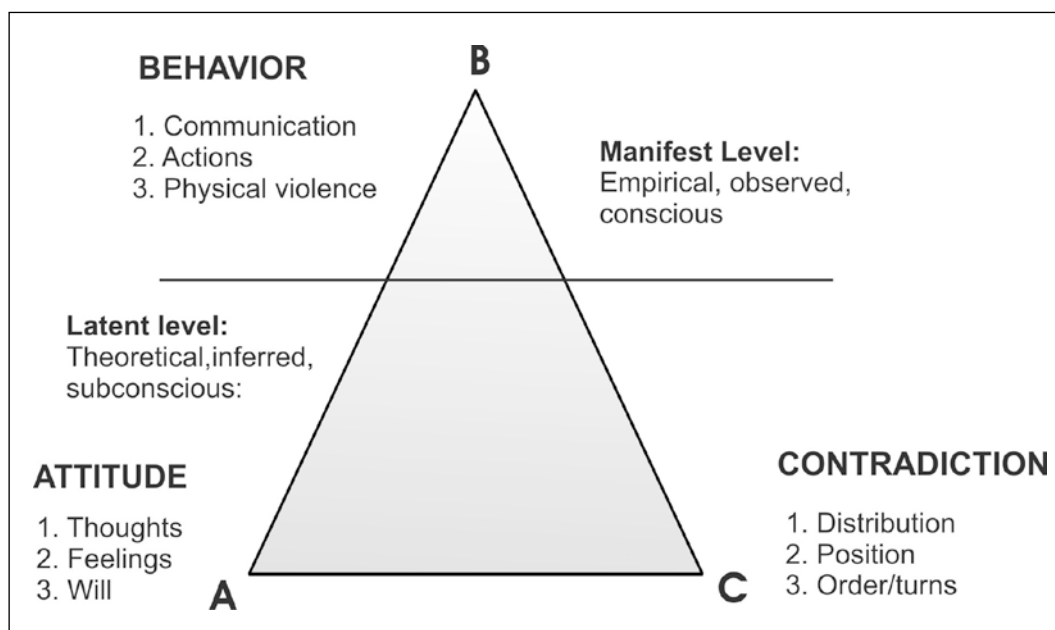 BEHAVIOR
1. Communication
2. Actions
3. Physical violence
B
Manifest Level:
Empirical, observed,
conscious
Latent level:
Theoretical,inferred,
subconscious:
ATTITUDE
1. Thoughts
2. Feelings
3. Will
A
CONTRADICTION
1. Distribution
2. Position
3. Order/turns
C